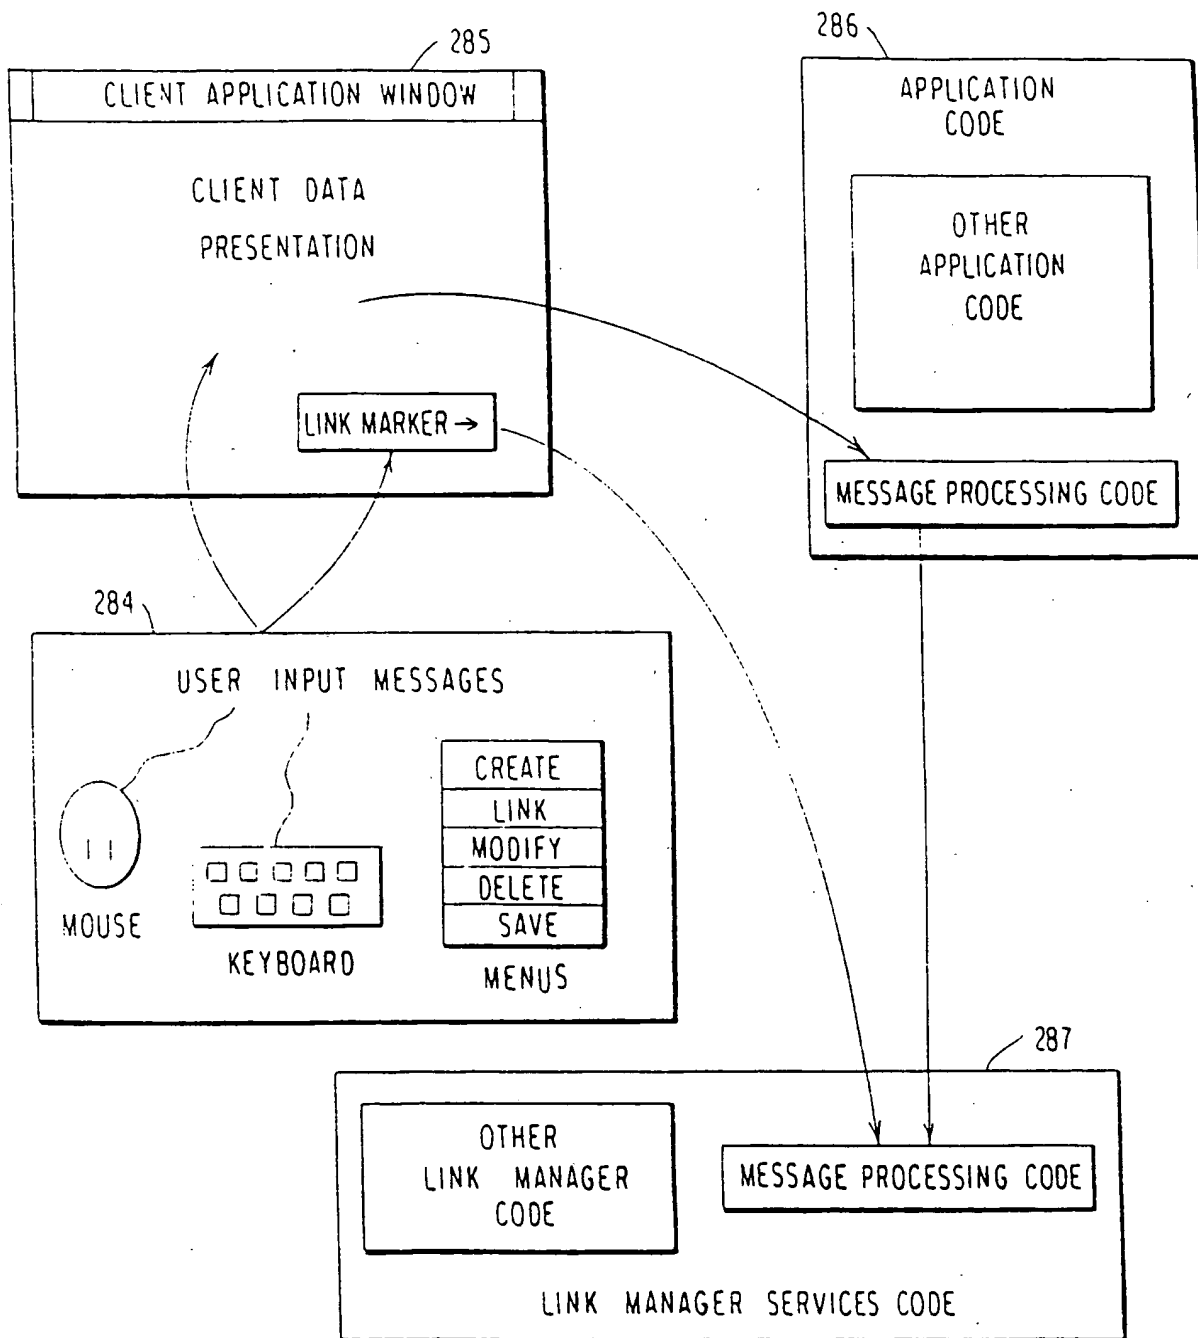 285
CLIENT APPLICATION WINDOW
CLIENT DATA
PRESENTATION
LINK MARKER →
286
APPLICATION
CODE
OTHER
APPLICATION
CODE
MESSAGE PROCESSING CODE
284
USER INPUT MESSAGES
MOUSE
KEYBOARD
CREATE
LINK
MODIFY
DELETE
SAVE
MENUS
287
OTHER
LINK MANAGER
CODE
MESSAGE PROCESSING CODE
LINK MANAGER SERVICES CODE